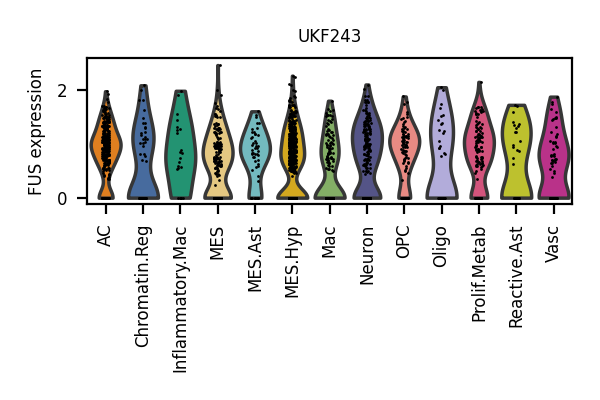 UKF243
FUS expression
2
0
AC
Chromatin.Reg
Inflammatory.Mac
MES
MES.Ast
MES.Hyp
Mac
Neuron
OPC
Oligo
Prolif.Metab
Reactive.Ast
Vasc